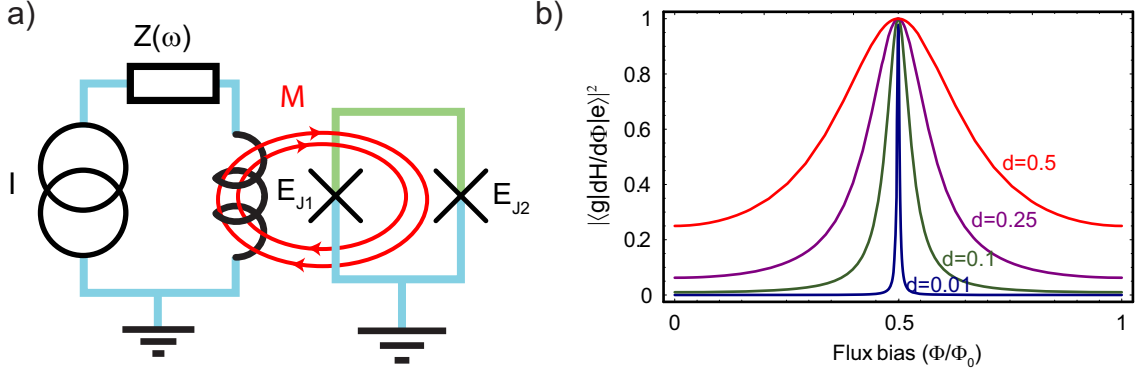 a)
Z(ω)
M
I
E_J1
E_J2
b)
|⟨g|dH/dΦ|e⟩|²
1
0.8
0.6
0.4
0.2
0
d=0.5
d=0.25
d=0.1
d=0.01
0 0.5 1
Flux bias (Φ/Φ₀)